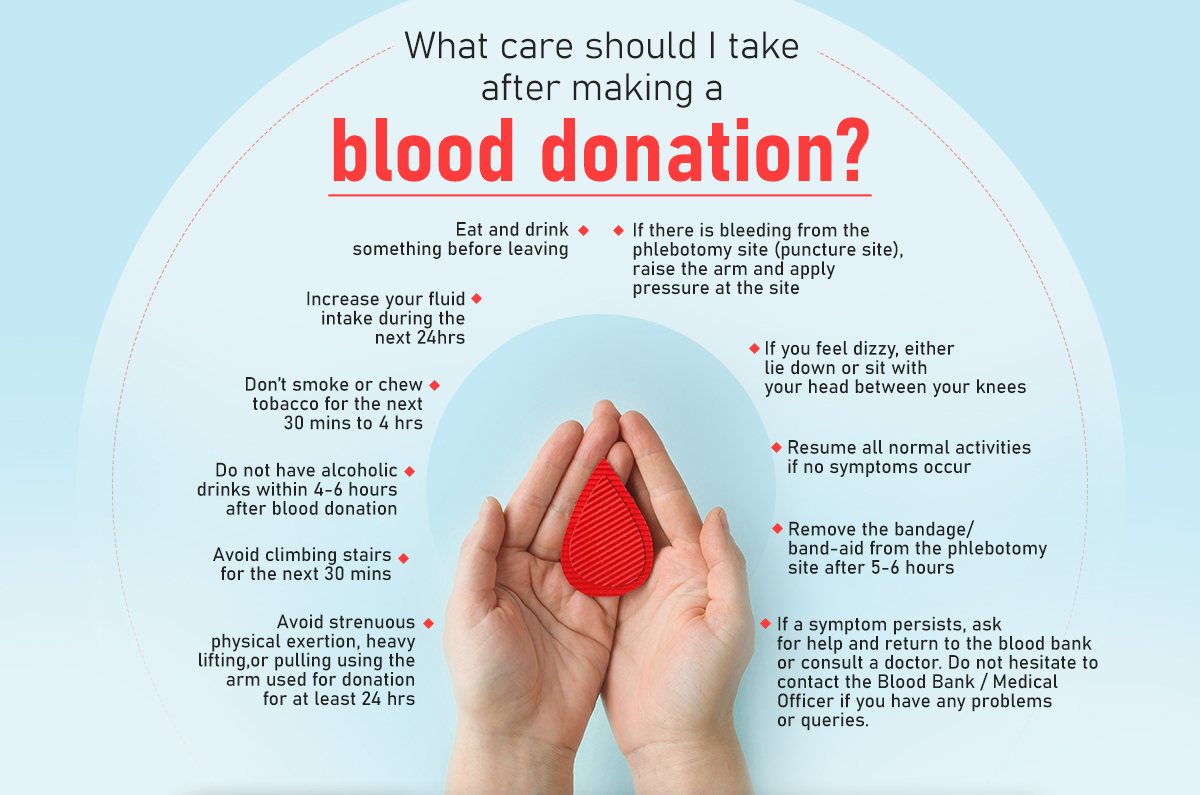 What care should I take
after making a
blood donation?
Eat and drink
something before leaving
Increase your fluid
intake during the
next 24hrs
Don't smoke or chew
tobacco for the next
30 mins to 4 hrs
Do not have alcoholic
drinks within 4-6 hours
after blood donation
Avoid climbing stairs
for the next 30 mins
Avoid strenuous
physical exertion, heavy
lifting,or pulling using the
arm used for donation
for at least 24 hrs
If there is bleeding from the
phlebotomy site (puncture site),
raise the arm and apply
pressure at the site
If you feel dizzy, either
lie down or sit with
your head between your knees
Resume all normal activities
if no symptoms occur
Remove the bandage/
band-aid from the phlebotomy
site after 5-6 hours
If a symptom persists, ask
for help and return to the blood bank
or consult a doctor. Do not hesitate to
contact the Blood Bank / Medical
Officer if you have any problems
or queries.